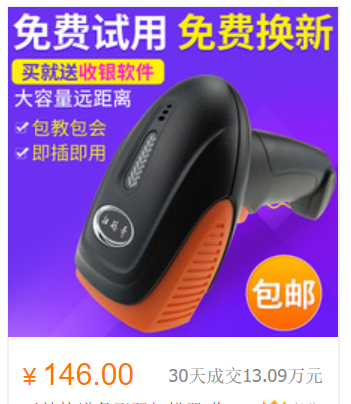 免费试用 免费换新
买就送收银软件
大容量远距离
包教包会
即插即用
包邮
¥ 146.00 30天成交13.09万元